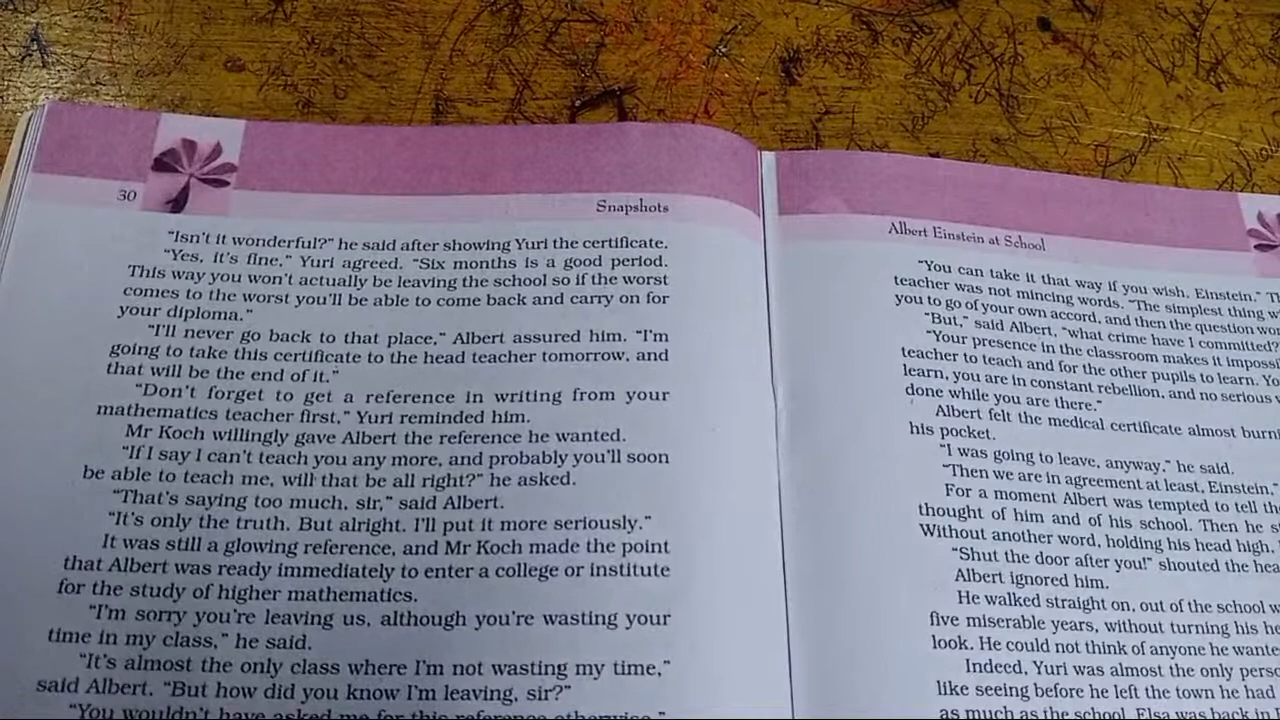 30
Snapshots
"Isn't it wonderful?" he said after showing Yuri the certificate.
"Yes, it's fine," Yuri agreed. "Six months is a good period.
This way you won't actually be leaving the school so if the worst
comes to the worst you'll be able to come back and carry on for
your diploma."
"I'll never go back to that place," Albert assured him. "I'm
going to take this certificate to the head teacher tomorrow, and
that will be the end of it."
"Don't forget to get a reference in writing from your
mathematics teacher first," Yuri reminded him.
Mr Koch willingly gave Albert the reference he wanted.
"If I say I can't teach you any more, and probably you'll soon
be able to teach me, will that be all right?" he asked.
"That's saying too much, sir," said Albert.
"It's only the truth. But alright. I'll put it more seriously."
It was still a glowing reference, and Mr Koch made the point
that Albert was ready immediately to enter a college or institute
for the study of higher mathematics.
"I'm sorry you're leaving us, although you're wasting your
time in my class," he said.
"It's almost the only class where I'm not wasting my time,"
said Albert. "But how did you know I'm leaving, sir?"
"You wouldn't have asked me for this reference otherwise."
Albert Einstein at School
"You can take it that way if you wish, Einstein."
teacher was not mincing words. "The simplest thing
you to go of your own accord, and then the question
"But," said Albert, "what crime have I committed?
"Your presence in the classroom makes it
teacher to teach and for the other pupils to learn.
learn, you are in constant rebellion, and no serious
done while you are there."
Albert felt the medical certificate almost
his pocket.
"I was going to leave, anyway," he said.
"Then we are in agreement at least, Einstein,"
For a moment Albert was tempted to tell
thought of him and of his school. Then he
Without another word, holding his head high,
"Shut the door after you!" shouted the
Albert ignored him.
He walked straight on, out of the school
five miserable years, without turning his
look. He could not think of anyone he
Indeed, Yuri was almost the only
like seeing before he left the town he had
as much as the school. Elsa was back in